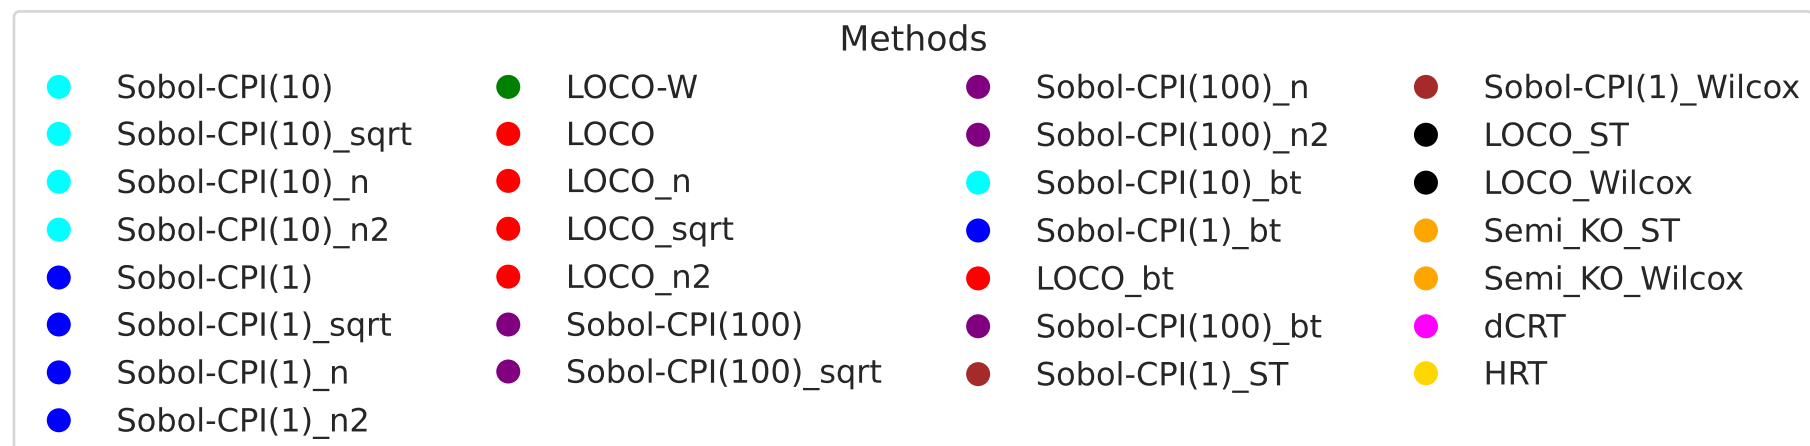 Methods
Sobol-CPI(10)
Sobol-CPI(10)_sqrt
Sobol-CPI(10)_n
Sobol-CPI(10)_n2
Sobol-CPI(1)
Sobol-CPI(1)_sqrt
Sobol-CPI(1)_n
Sobol-CPI(1)_n2
LOCO-W
LOCO
LOCO_n
LOCO_sqrt
LOCO_n2
Sobol-CPI(100)
Sobol-CPI(100)_sqrt
Sobol-CPI(100)_n
Sobol-CPI(100)_n2
Sobol-CPI(10)_bt
Sobol-CPI(1)_bt
LOCO_bt
Sobol-CPI(100)_bt
Sobol-CPI(1)_ST
Sobol-CPI(1)_Wilcox
LOCO_ST
LOCO_Wilcox
Semi_KO_ST
Semi_KO_Wilcox
dCRT
HRT